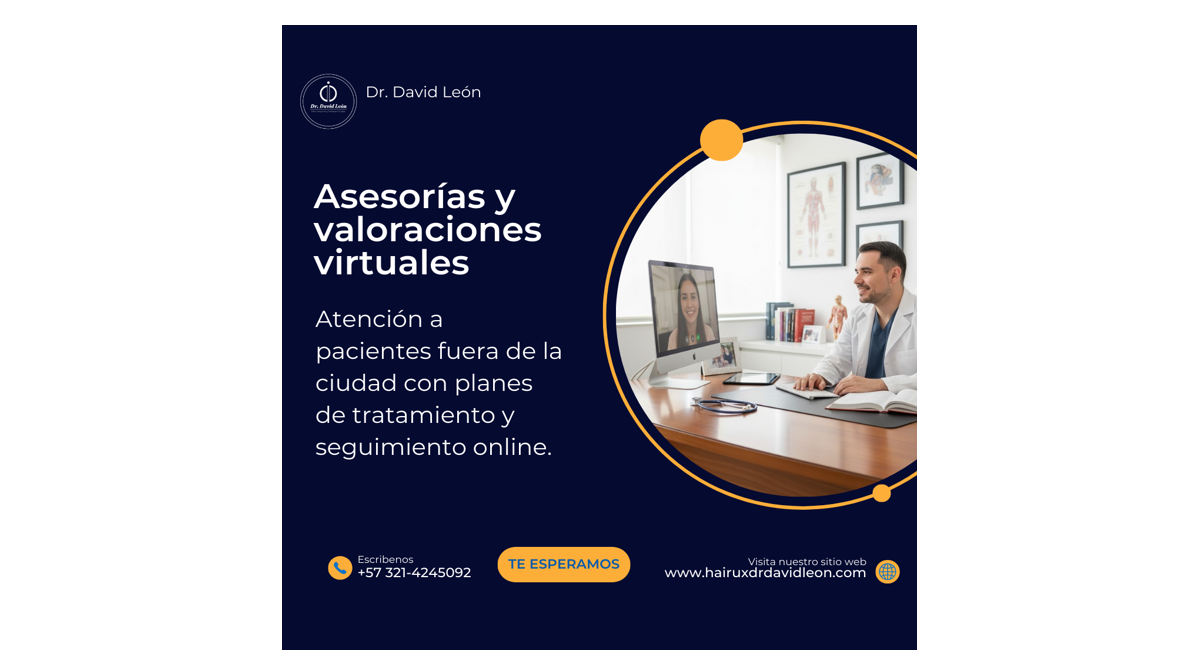 Dr. David León
Dr. David León
Asesorías y
valoraciones
virtuales
Atención a
pacientes fuera de la
ciudad con planes
de tratamiento y
seguimiento online.
Escribenos
+57 321-4245092
TE ESPERAMOS
Visita nuestro sitio web
www.hairuxdrdavidleon.com